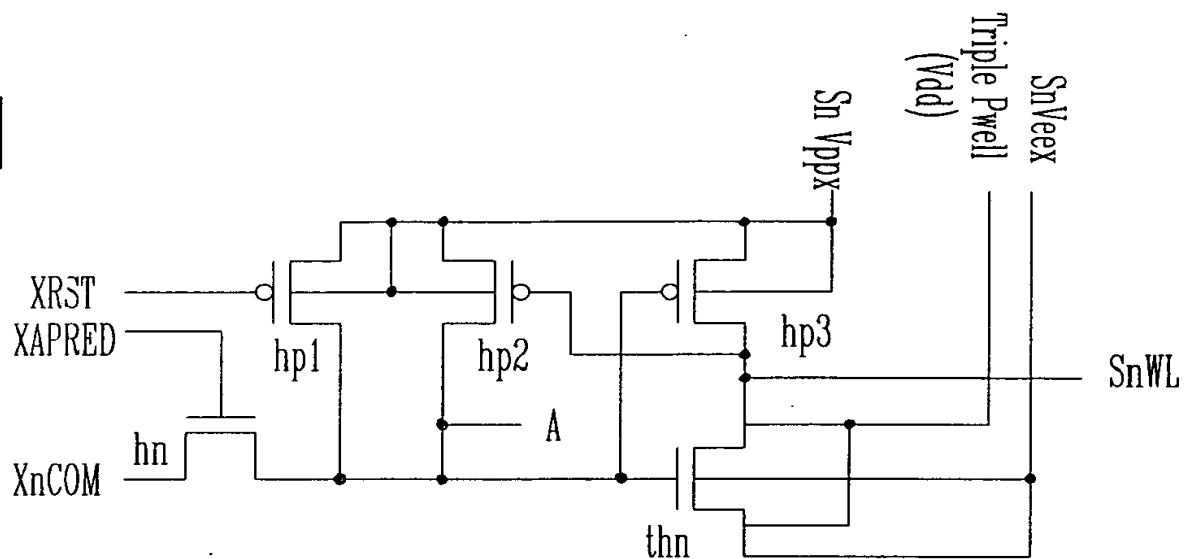 Triple Pwell
(Vdd)
SnVeex
Sn Vppx
XRST
XAPRED
hp1
hp2
hp3
SnWL
hn
A
XnCOM
thn